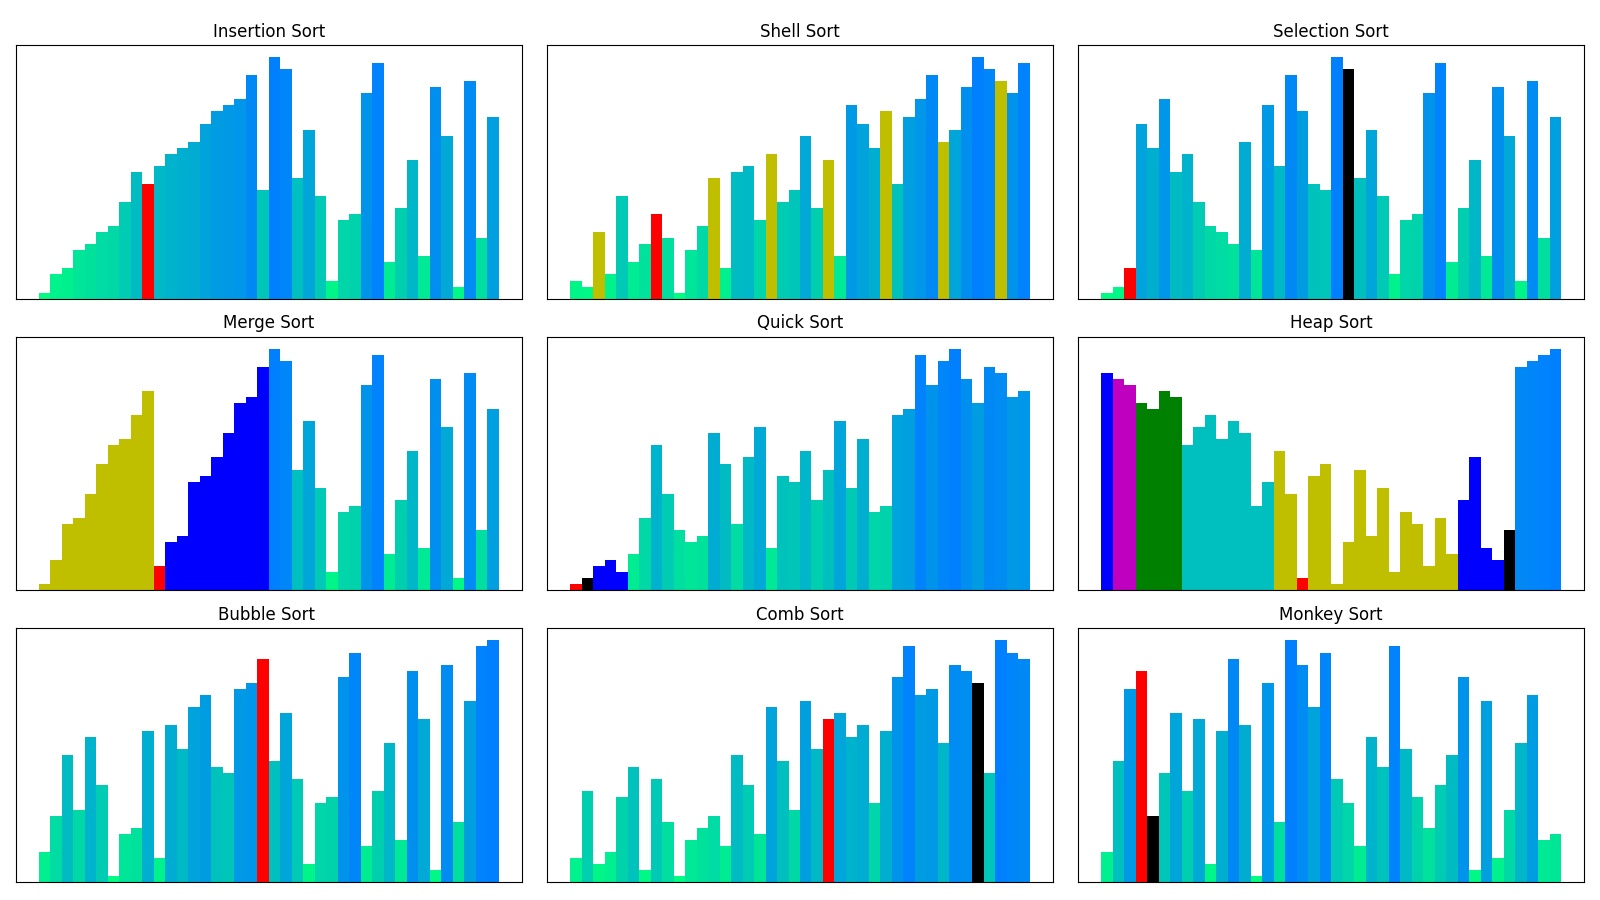 Insertion Sort
Shell Sort
Selection Sort
Merge Sort
Quick Sort
Heap Sort
Bubble Sort
Comb Sort
Monkey Sort